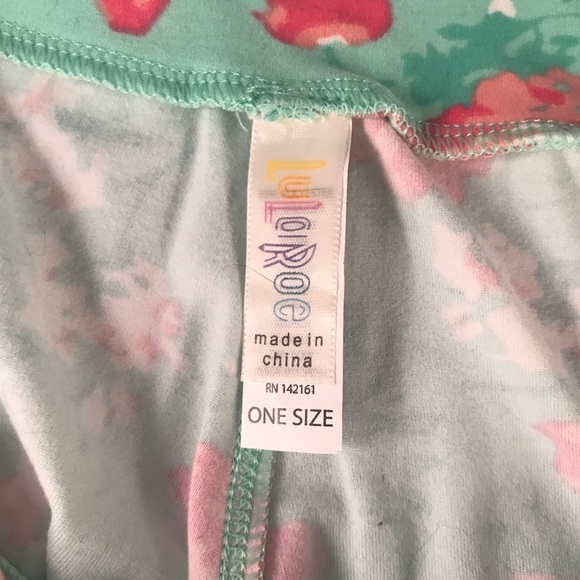 LuLaRoe
made in
china
RN 142161
ONE SIZE